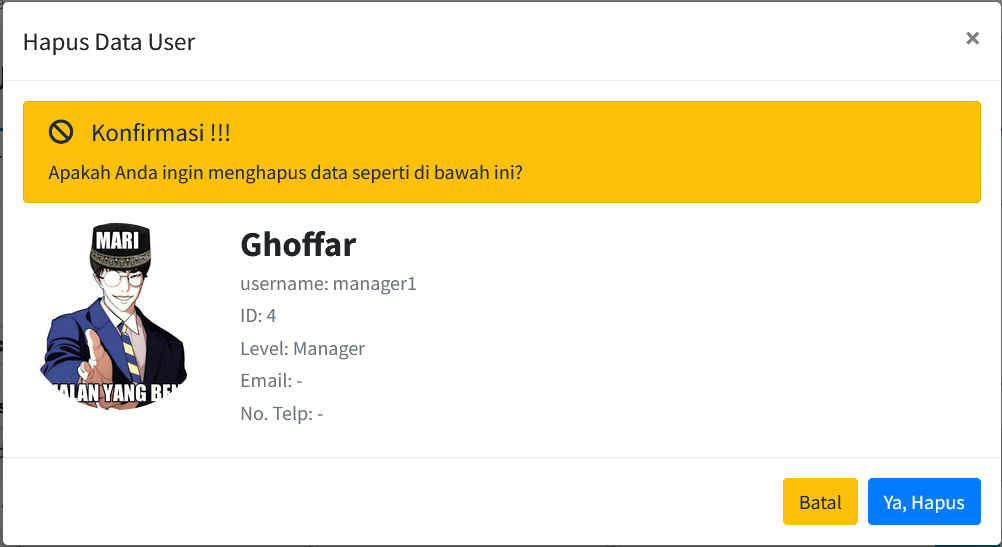 Hapus Data User
×
Konfirmasi !!!
Apakah Anda ingin menghapus data seperti di bawah ini?
MARI
YANG
Ghoffar
username: manager1
ID: 4
Level: Manager
Email: -
No. Telp: -
Batal
Ya, Hapus